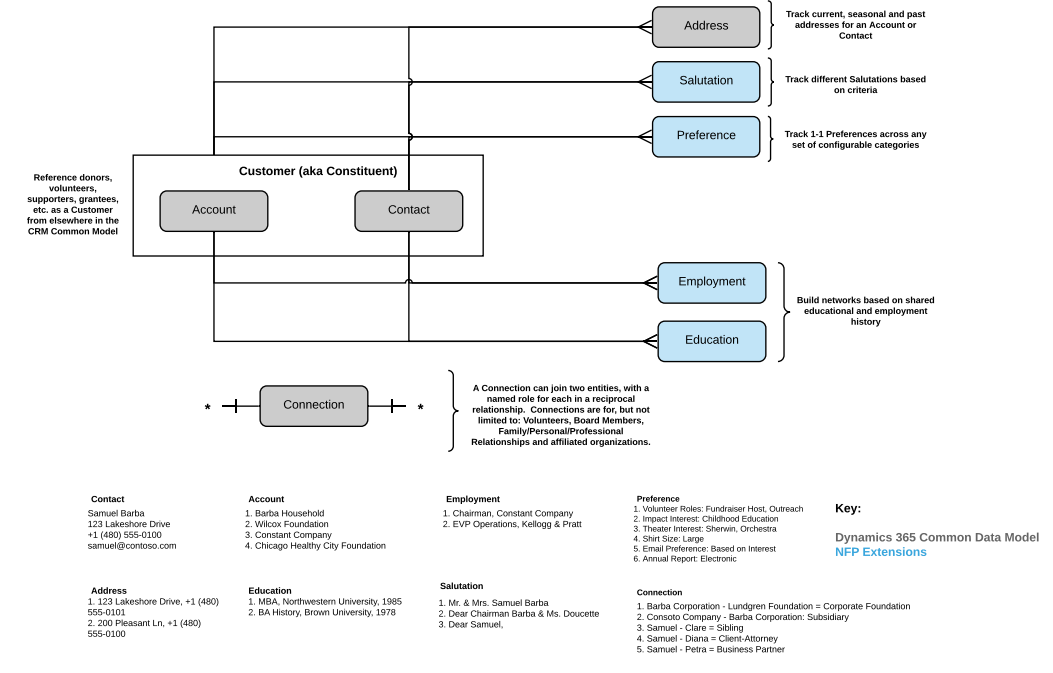 Address
Track current, seasonal and past
addresses for an Account or
Contact
Salutation
Track different Salutations based
on criteria
Preference
Track 1-1 Preferences across any
set of configurable categories
Reference donors,
volunteers,
supporters, grantees,
etc. as a Customer
from elsewhere in the
CRM Common Model
Customer (aka Constituent)
Account
Contact
Employment
Education
Build networks based on shared
educational and employment
history
* Connection *
A Connection can join two entities, with a
named role for each in a reciprocal
relationship. Connections are for, but not
limited to: Volunteers, Board Members,
Family/Personal/Professional
Relationships and affiliated organizations.
Contact
Samuel Barba
123 Lakeshore Drive
+1 (480) 555-0100
samuel@contoso.com
Account
1. Barba Household
2. Wilcox Foundation
3. Constant Company
4. Chicago Healthy City Foundation
Employment
1. Chairman, Constant Company
2. EVP Operations, Kellogg & Pratt
Preference
1. Volunteer Roles: Fundraiser Host, Outreach
2. Impact Interest: Childhood Education
3. Theater Interest: Sherwin, Orchestra
4. Shirt Size: Large
5. Email Preference: Based on Interest
6. Annual Report: Electronic
Key:
Dynamics 365 Common Data Model
NFP Extensions
Address
1. 123 Lakeshore Drive, +1 (480)
555-0101
2. 200 Pleasant Ln, +1 (480)
555-0100
Education
1. MBA, Northwestern University, 1985
2. BA History, Brown University, 1978
Salutation
1. Mr. & Mrs. Samuel Barba
2. Dear Chairman Barba & Ms. Doucette
3. Dear Samuel,
Connection
1. Barba Corporation - Lundgren Foundation = Corporate Foundation
2. Consoto Company - Barba Corporation: Subsidiary
3. Samuel - Clare = Sibling
4. Samuel - Diana = Client-Attorney
5. Samuel - Petra = Business Partner